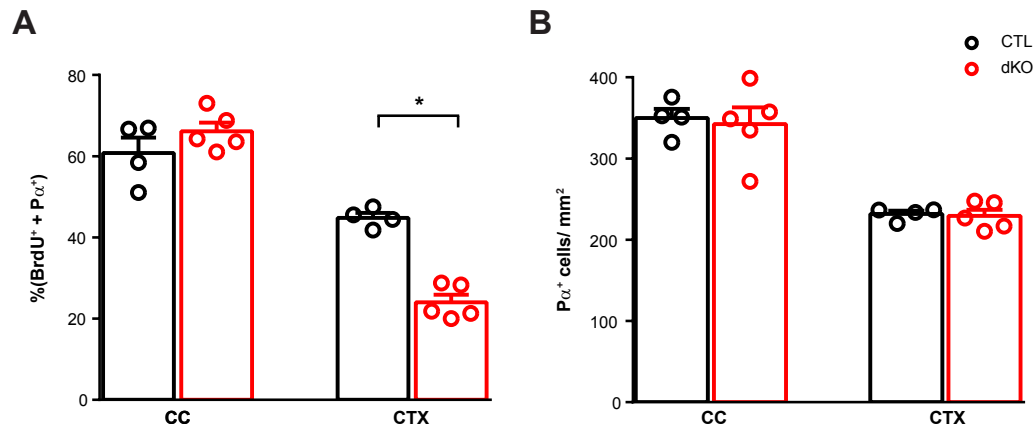 A
%(BrdU⁺ + Pα⁺)
80
60
40
20
0
*
CC
CTX
B
CTL
dKO
Pα⁺ cells/ mm²
400
300
200
100
0
CC
CTX